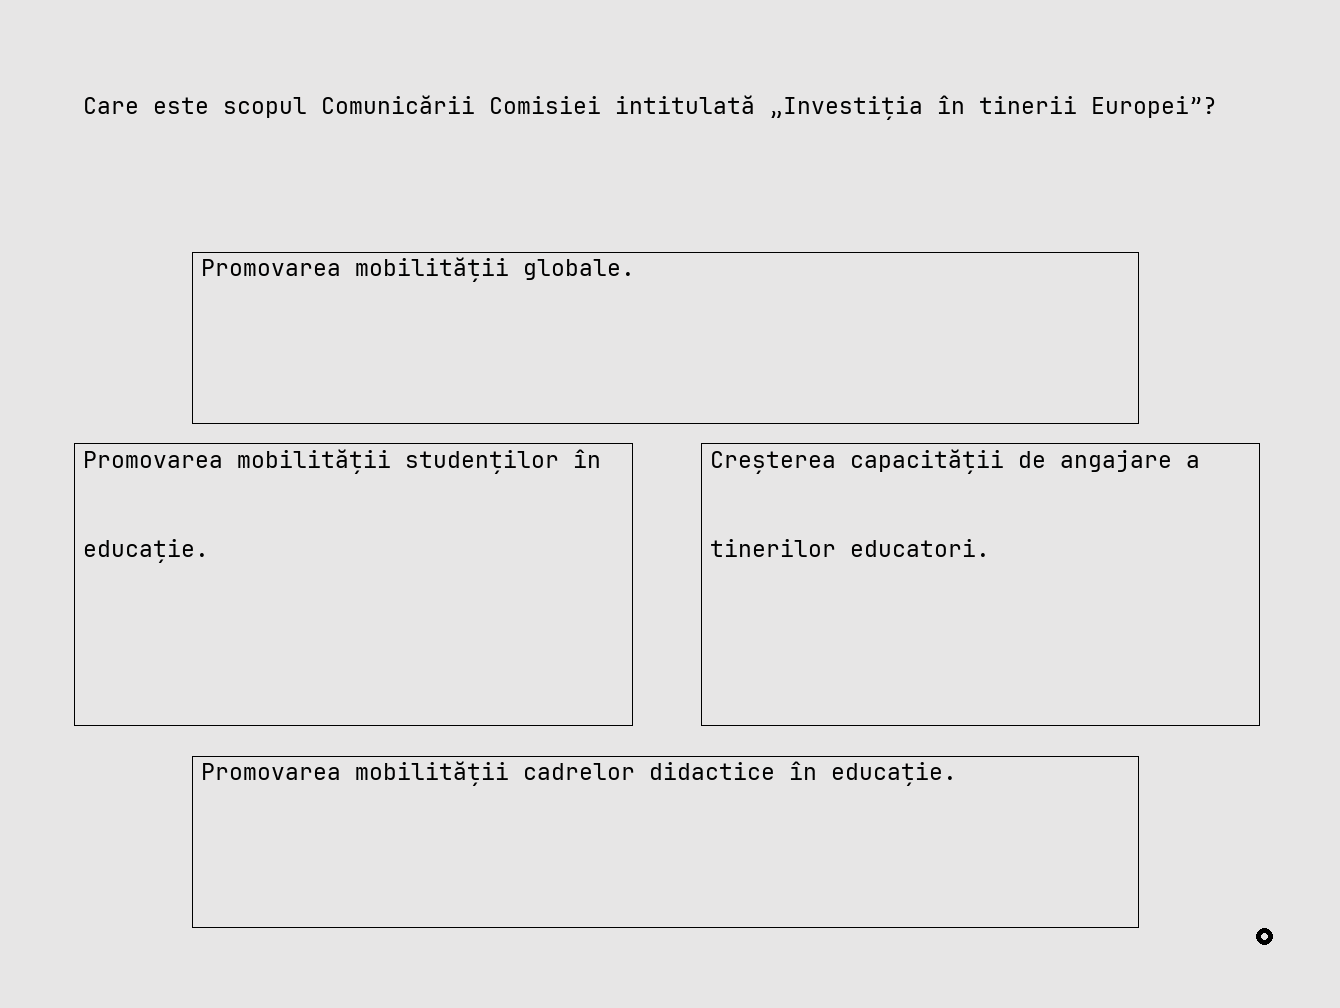 Care este scopul Comunicării Comisiei intitulată „Investiția în tinerii Europei”?
Promovarea mobilității globale.
Promovarea mobilității studenților în
educație.
Creșterea capacității de angajare a
tinerilor educatori.
Promovarea mobilității cadrelor didactice în educație.